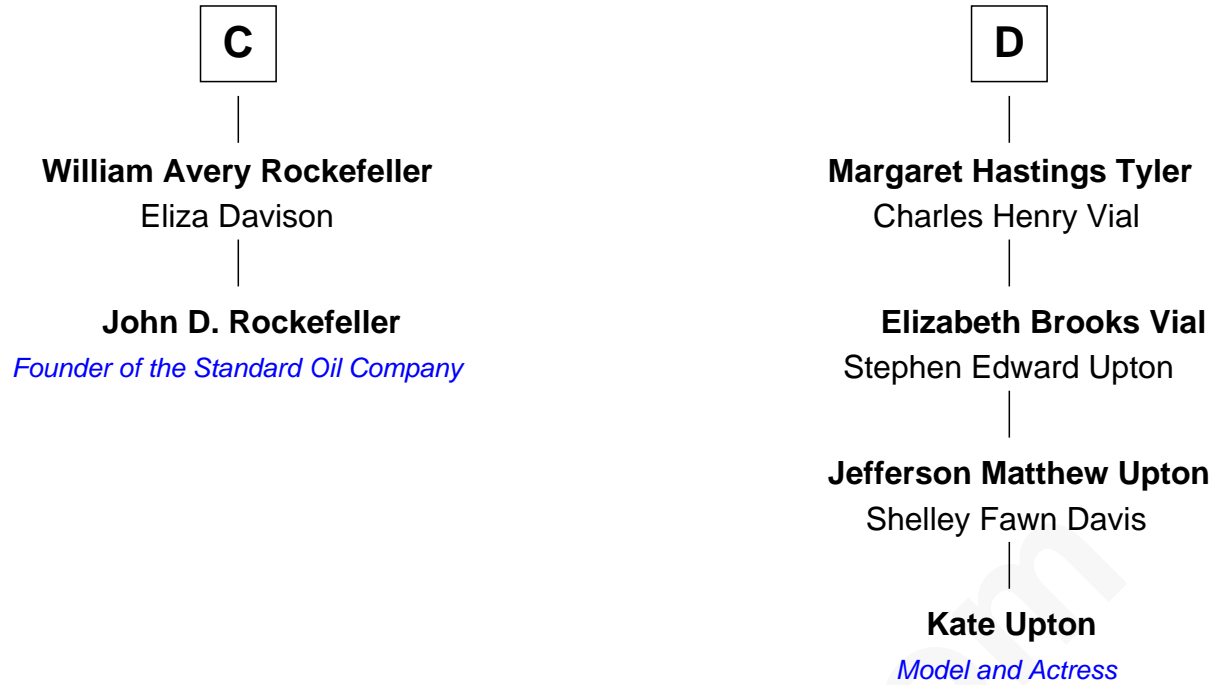 C
William Avery Rockefeller
Eliza Davison
John D. Rockefeller
Founder of the Standard Oil Company
D
Margaret Hastings Tyler
Charles Henry Vial
Elizabeth Brooks Vial
Stephen Edward Upton
Jefferson Matthew Upton
Shelley Fawn Davis
Kate Upton
Model and Actress